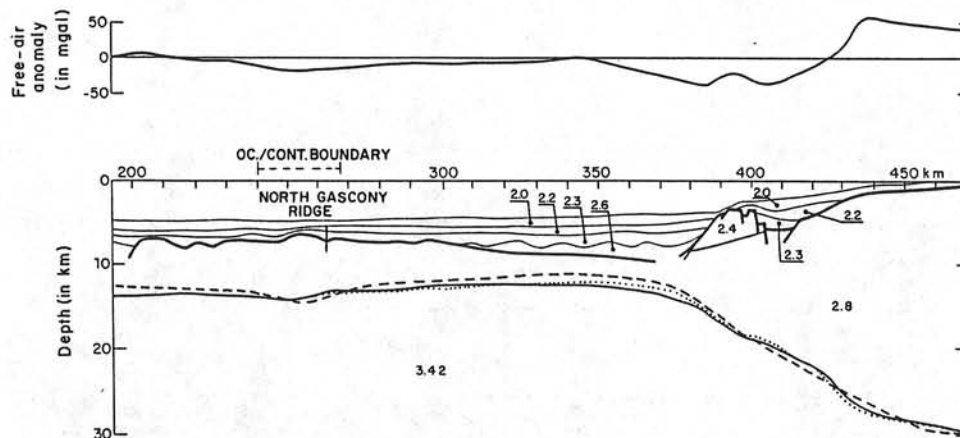 Free-air
anomaly
(in mgal)
50
0
-50
OC./CONT. BOUNDARY
200
300
350
400
450 km
0
NORTH GASCONY
RIDGE
2.0
2.2
2.3
2.6
2.0
2.4
2.2
2.3
10
Depth (in km)
2.8
20
3.42
30